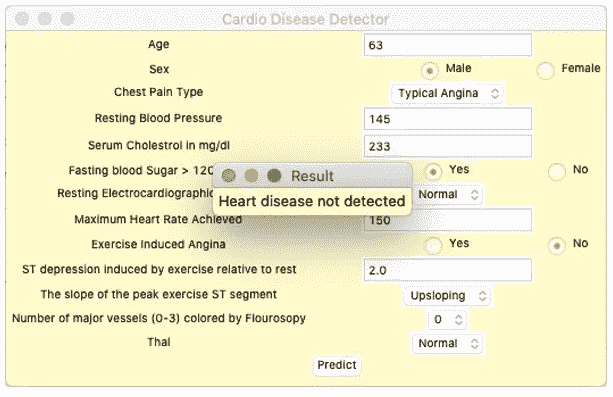 Cardio Disease Detector
Age 63
Sex Male Female
Chest Pain Type Typical Angina
Resting Blood Pressure 145
Serum Cholestrol in mg/dl 233
Fasting blood Sugar > 120 Yes No
Result
Resting Electrocardiographic Normal
Heart disease not detected
Maximum Heart Rate Achieved 150
Exercise Induced Angina Yes No
ST depression induced by exercise relative to rest 2.0
The slope of the peak exercise ST segment Upsloping
Number of major vessels (0-3) colored by Flourosopy 0
Thal Normal
Predict